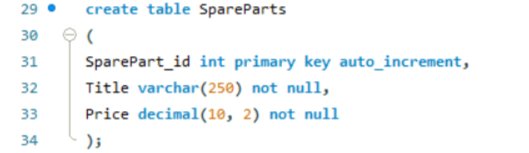 29 create table SpareParts
30 (
31 SparePart_id int primary key auto_increment,
32 Title varchar(250) not null,
33 Price decimal(10, 2) not null
34 );